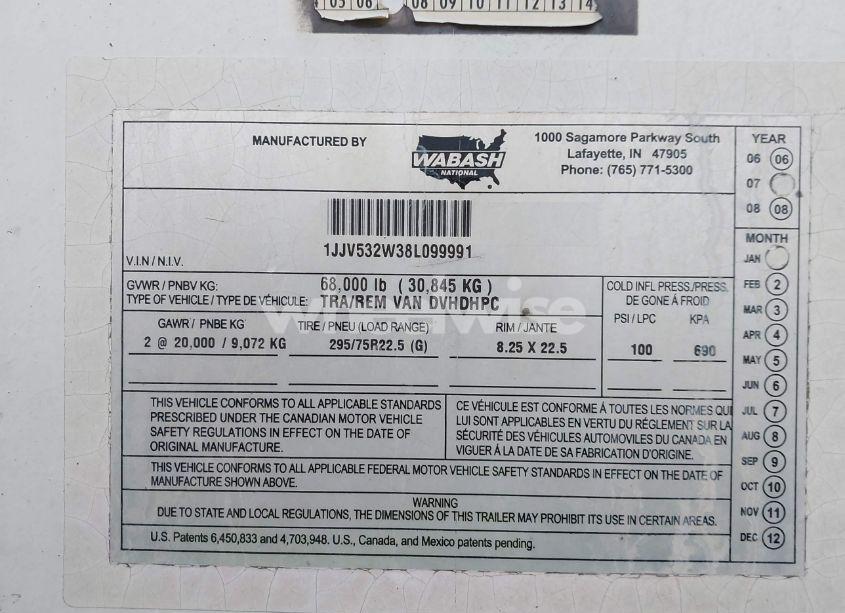 05 06 08 09 10 11 12 13 14
MANUFACTURED BY
WABASH
NATIONAL
1000 Sagamore Parkway South
Lafayette, IN 47905
Phone: (765) 771-5300
YEAR
06 06
07
08 08
1JJV532W38L099991
V.I.N / N.I.V.
GVWR / PNBV KG: 68,000 lb ( 30,845 KG )
TYPE OF VEHICLE / TYPE DE VÉHICULE: TRA/REM VAN DVHDHPC
COLD INFL PRESS./PRESS.
DE GONE À FROID
PSI / LPC KPA
GAWR / PNBE KG TIRE / PNEU (LOAD RANGE) RIM / JANTE
2 @ 20,000 / 9,072 KG 295/75R22.5 (G) 8.25 X 22.5 100 690
wheelwise
MONTH
JAN
FEB 2
MAR 3
APR 4
MAY 5
JUN 6
JUL 7
AUG 8
SEP 9
OCT 10
NOV 11
DEC 12
THIS VEHICLE CONFORMS TO ALL APPLICABLE STANDARDS
PRESCRIBED UNDER THE CANADIAN MOTOR VEHICLE
SAFETY REGULATIONS IN EFFECT ON THE DATE OF
ORIGINAL MANUFACTURE.
CE VÉHICULE EST CONFORME À TOUTES LES NORMES QUI
LUI SONT APPLICABLES EN VERTU DU RÉGLEMENT SUR LA
SÉCURITÉ DES VÉHICULES AUTOMOVILES DU CANADA EN
VIGUER À LA DATE DE SA FABRICATION D'ORIGINE.
THIS VEHICLE CONFORMS TO ALL APPLICABLE FEDERAL MOTOR VEHICLE SAFETY STANDARDS IN EFFECT ON THE DATE OF
MANUFACTURE SHOWN ABOVE.
WARNING
DUE TO STATE AND LOCAL REGULATIONS, THE DIMENSIONS OF THIS TRAILER MAY PROHIBIT ITS USE IN CERTAIN AREAS.
U.S. Patents 6,450,833 and 4,703,948. U.S., Canada, and Mexico patents pending.